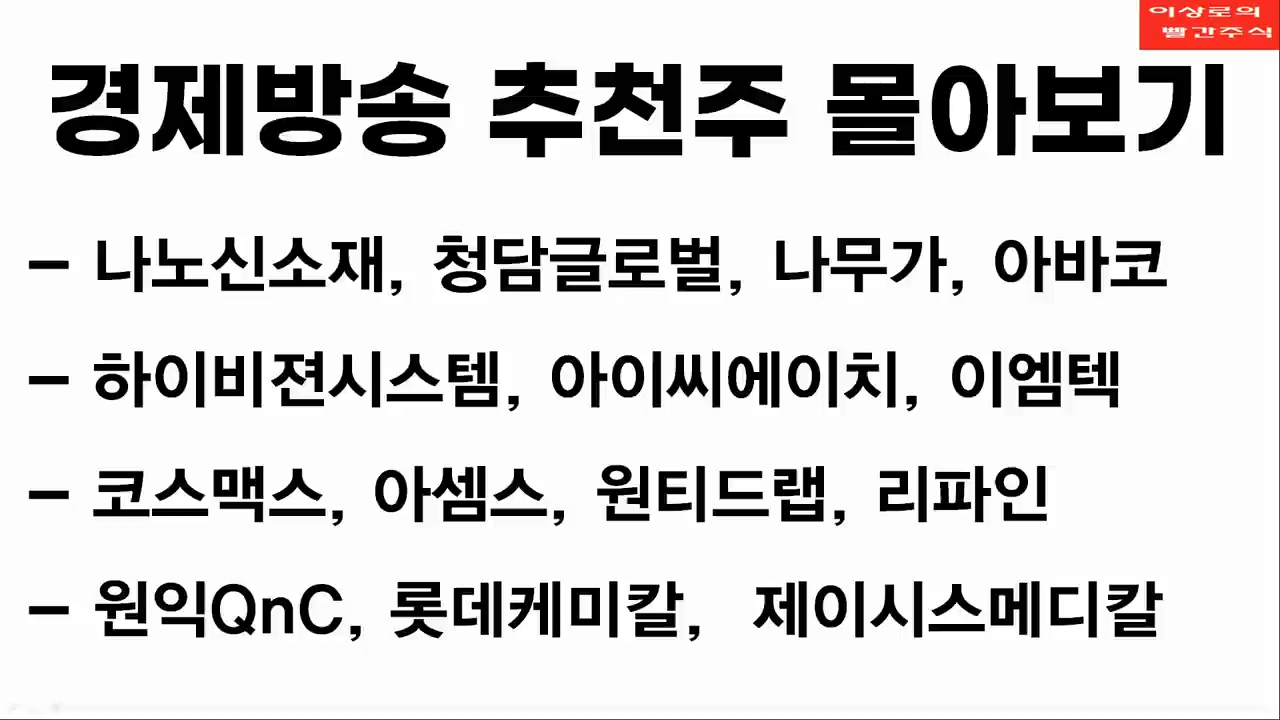 이상로의
빨간주식
경제방송 추천주 몰아보기
- 나노신소재, 청담글로벌, 나무가, 아바코
- 하이비젼시스템, 아이씨에이치, 이엠텍
- 코스맥스, 아셈스, 원티드랩, 리파인
- 원익QnC, 롯데케미칼, 제이시스메디칼